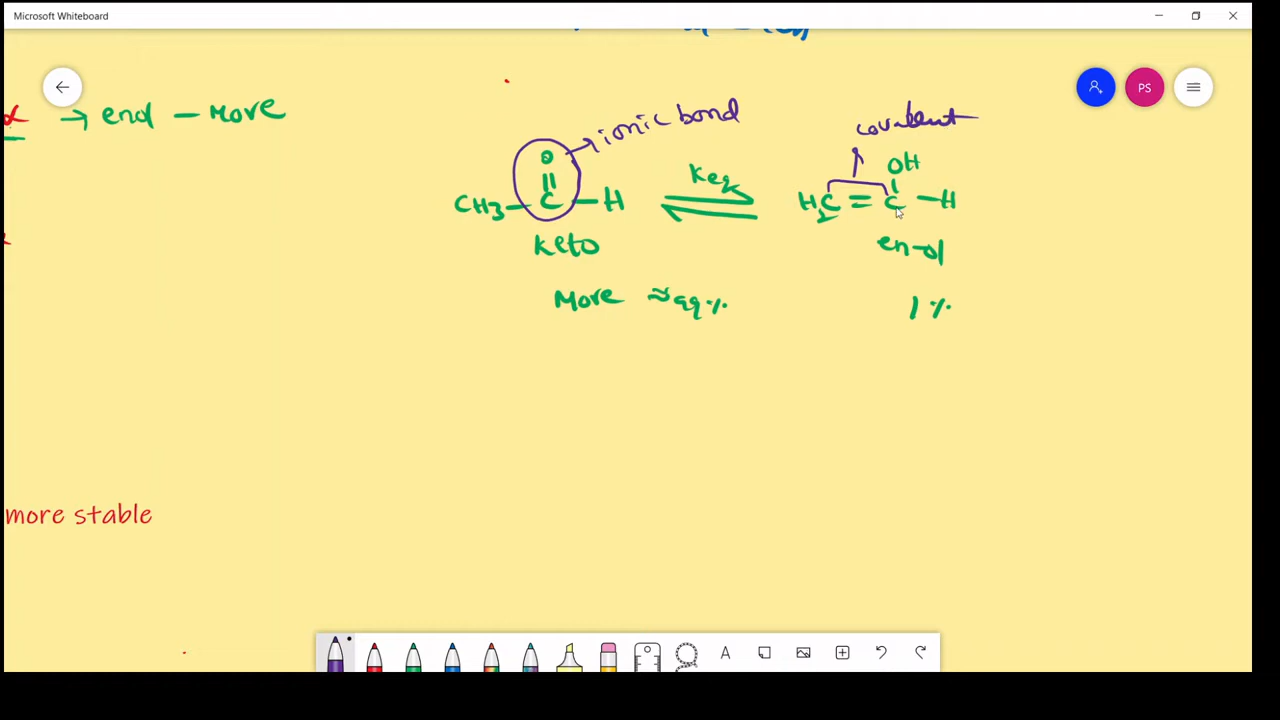 Microsoft Whiteboard
PS
α → end – More
ionic bond
covalent
O OH
CH3 – C – H Keq H2C = C – H
keto en-ol
More ≈ 99% 1%
more stable
A